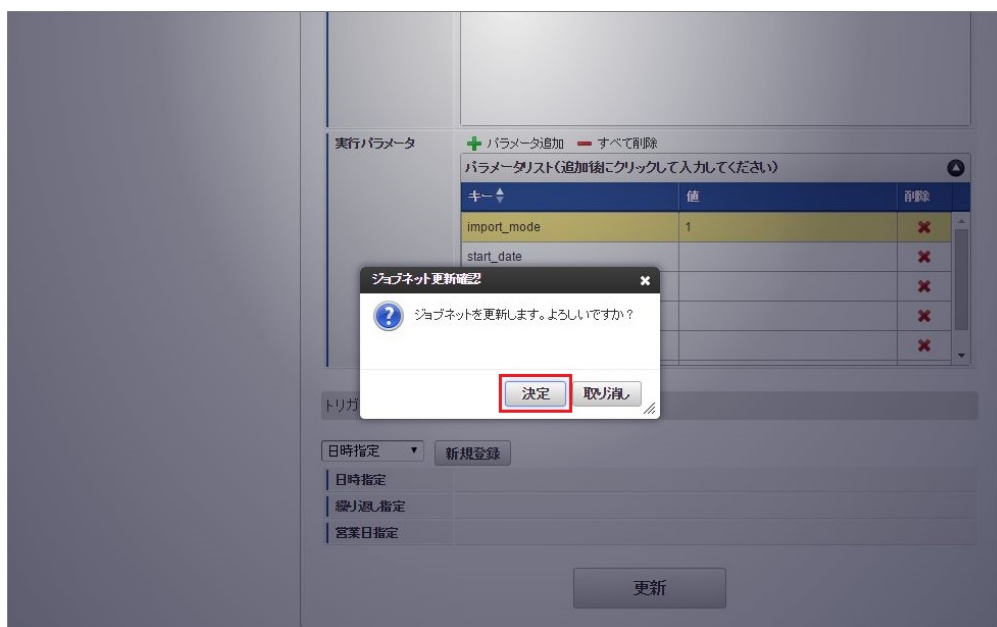 実行パラメータ
パラメータ追加 すべて削除
パラメータリスト(追加後にクリックして入力してください)
キー 値 削除
import_mode 1
start_date
ジョブネット更新確認
ジョブネットを更新します。よろしいですか?
決定 取り消し
トリガ
日時指定 新規登録
日時指定
繰り返し指定
営業日指定
更新